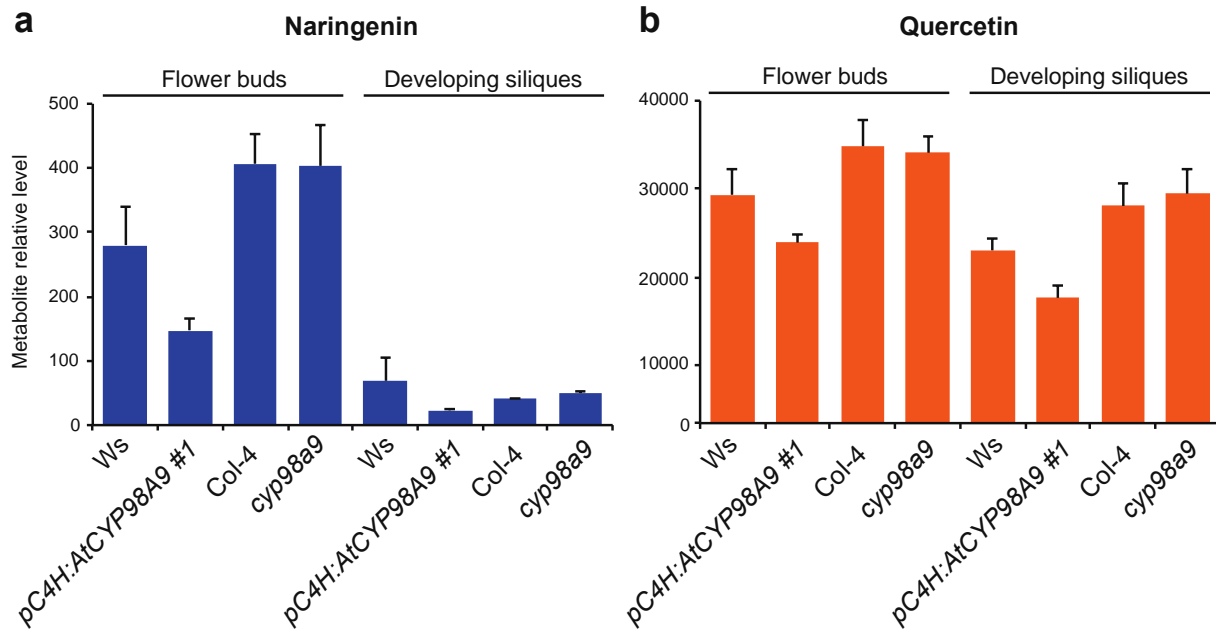 a
Naringenin
Flower buds
Developing siliques
Metabolite relative level
500
400
300
200
100
0
Ws
pC4H:AtCYP98A9 #1
Col-4
cyp98a9
Ws
pC4H:AtCYP98A9 #1
Col-4
cyp98a9
b
Quercetin
Flower buds
Developing siliques
40000
30000
20000
10000
0
Ws
pC4H:AtCYP98A9 #1
Col-4
cyp98a9
Ws
pC4H:AtCYP98A9 #1
Col-4
cyp98a9